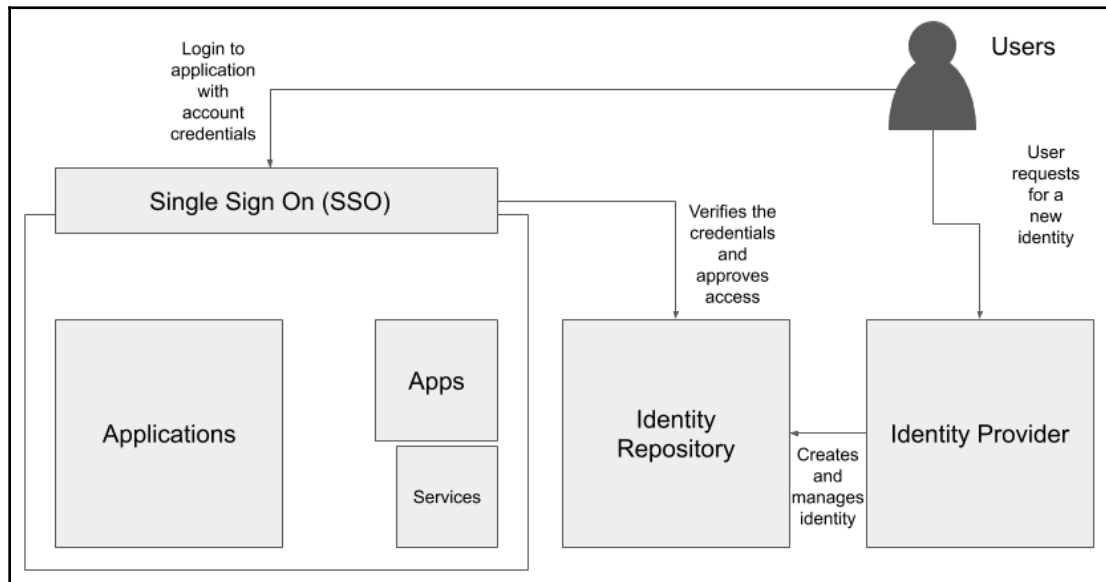 Login to
application
with
account
credentials
Users
User
requests
for a
new
identity
Single Sign On (SSO)
Verifies the
credentials
and
approves
access
Applications
Apps
Services
Identity
Repository
Creates
and
manages
identity
Identity Provider